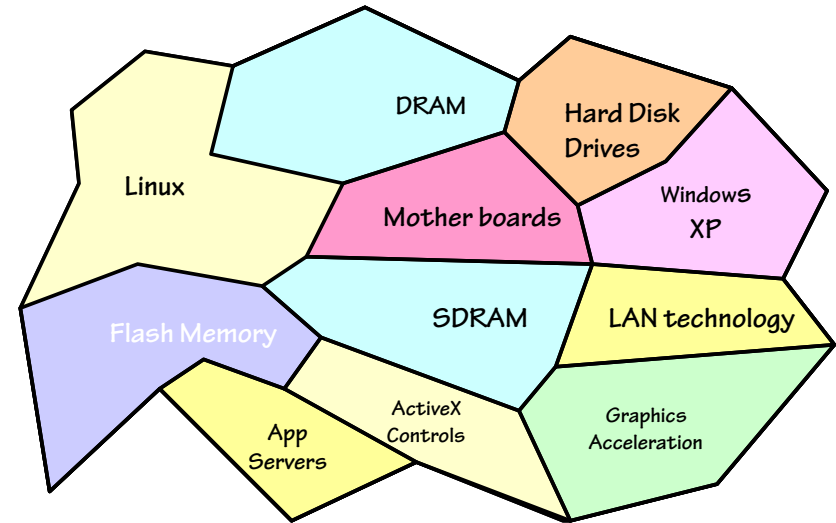 DRAM
Hard Disk
Drives
Linux
Windows
XP
Mother boards
Flash Memory
SDRAM
LAN technology
ActiveX
Controls
Graphics
Acceleration
App
Servers